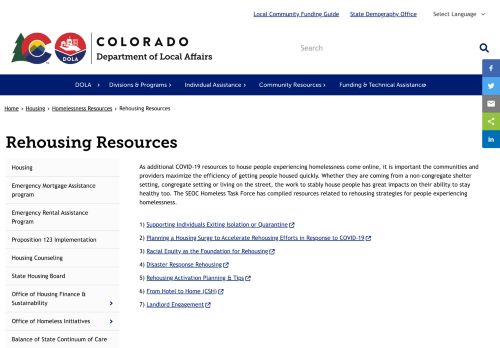 Local Community Funding Guide State Demography Office Select Language
COLORADO
Department of Local Affairs
DOLA
Search
DOLA Divisions & Programs Individual Assistance Community Resources Funding & Technical Assistance
Home › Housing › Homelessness Resources › Rehousing Resources
Rehousing Resources
Housing
Emergency Mortgage Assistance
program
Emergency Rental Assistance
Program
Proposition 123 Implementation
Housing Counseling
State Housing Board
Office of Housing Finance &
Sustainability
Office of Homeless Initiatives
Balance of State Continuum of Care
As additional COVID-19 resources to house people experiencing homelessness come online, it is important the communities and
providers maximize the efficiency of getting people housed quickly. Whether they are coming from a non-congregate shelter
setting, congregate setting or living on the street, the work to stably house people has great impacts on their ability to stay
healthy too. The SEOC Homeless Task Force has compiled resources related to rehousing strategies for people experiencing
homelessness.
1) Supporting Individuals Exiting Isolation or Quarantine
2) Planning a Housing Surge to Accelerate Rehousing Efforts in Response to COVID-19
3) Racial Equity as the Foundation for Rehousing
4) Disaster Response Rehousing
5) Rehousing Activation Planning & Tips
6) From Hotel to Home (CSH)
7) Landlord Engagement